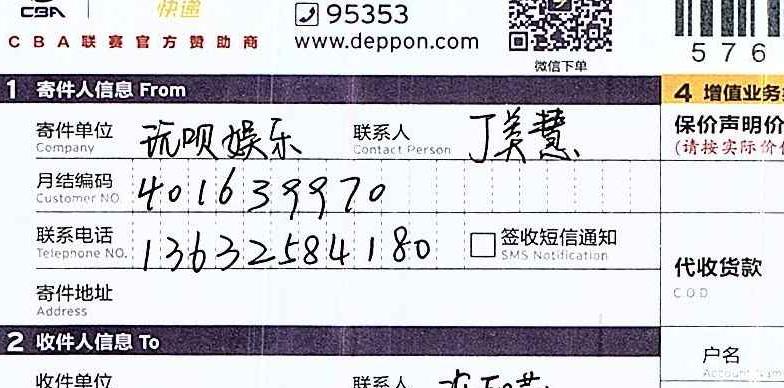 CBA 快递 95353
CBA联赛官方赞助商 www.deppon.com
微信下单 576
1 寄件人信息 From 4 增值业务
寄件单位 玩呗娱乐 联系人 丁美慧 保价声明价
Company Contact Person (请按实际价
月结编码 401639970
Customer NO.
联系电话 13632584180 签收短信通知
Telephone NO. SMS Notification 代收货款
寄件地址 C.O.D
Address
2 收件人信息 To 户名
收件单位 联系人 Account Name